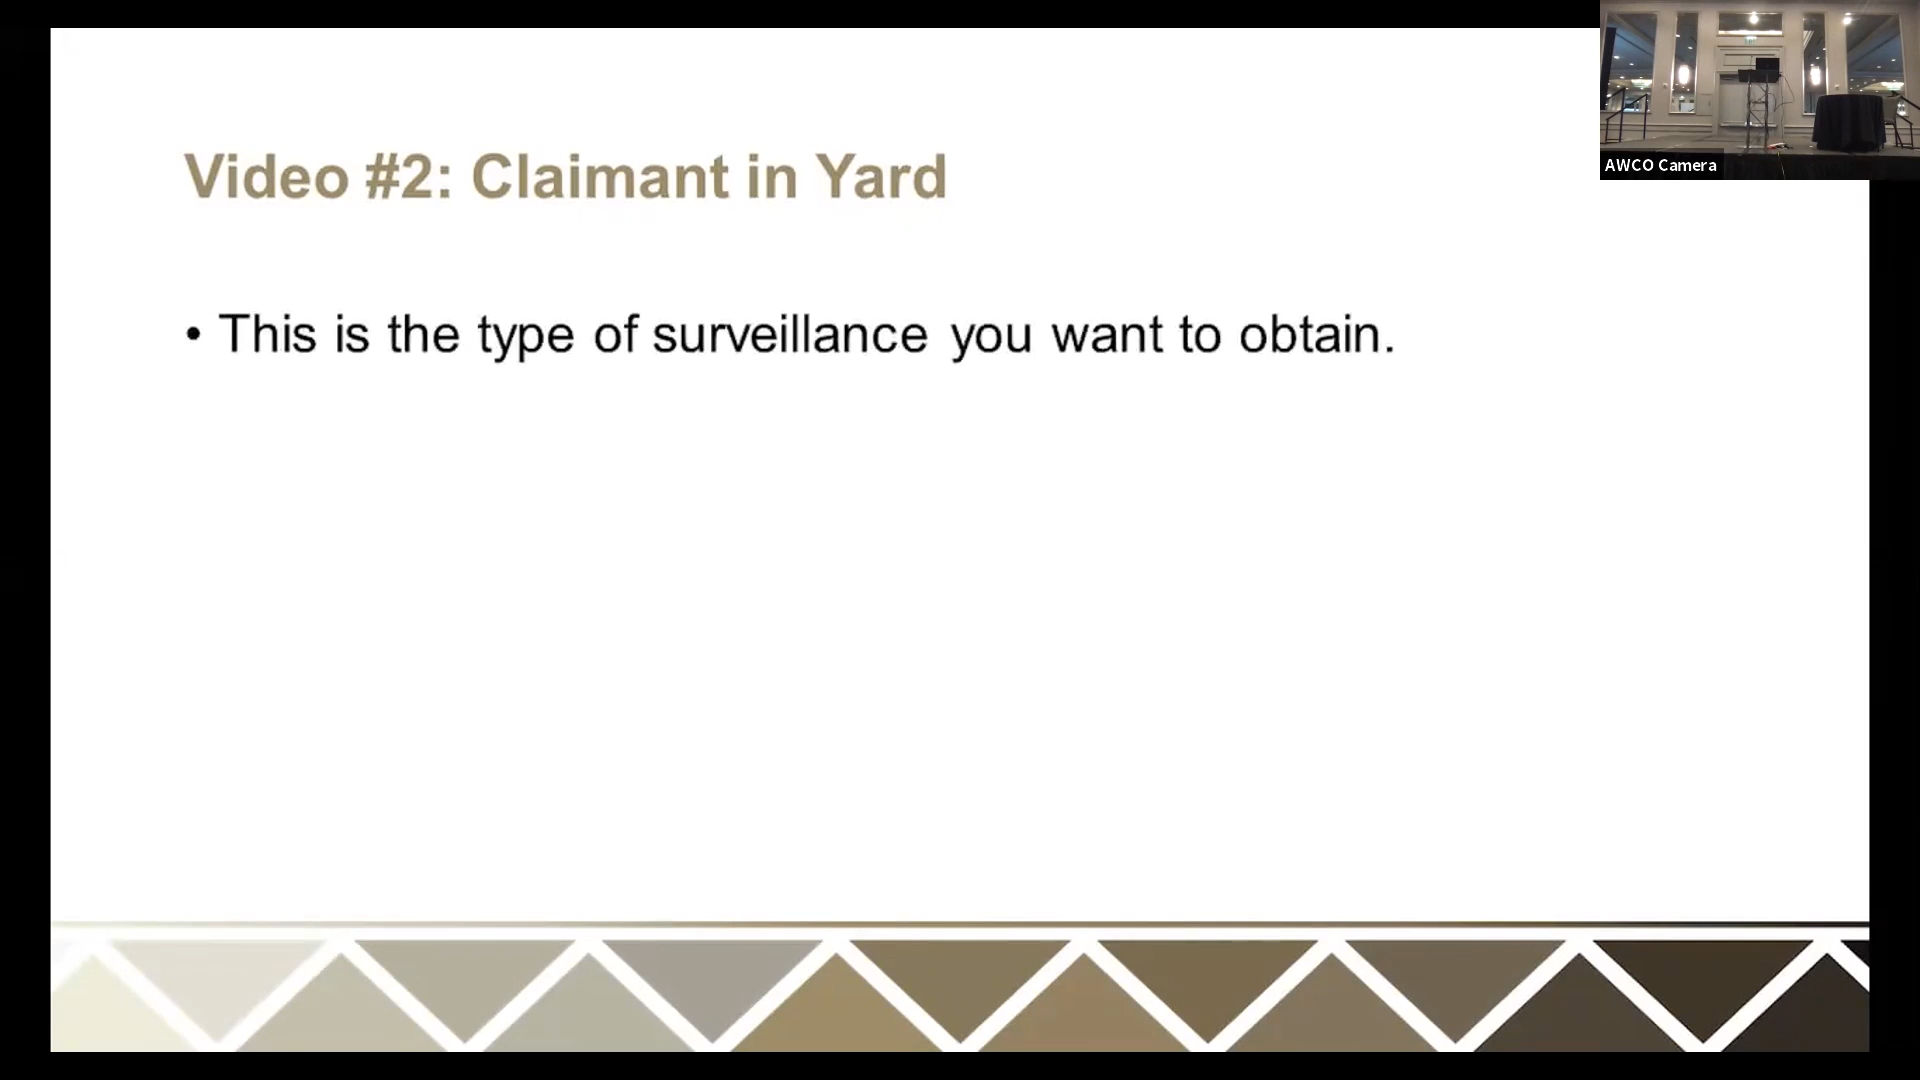 Video #2: Claimant in Yard
• This is the type of surveillance you want to obtain.
AWCO Camera